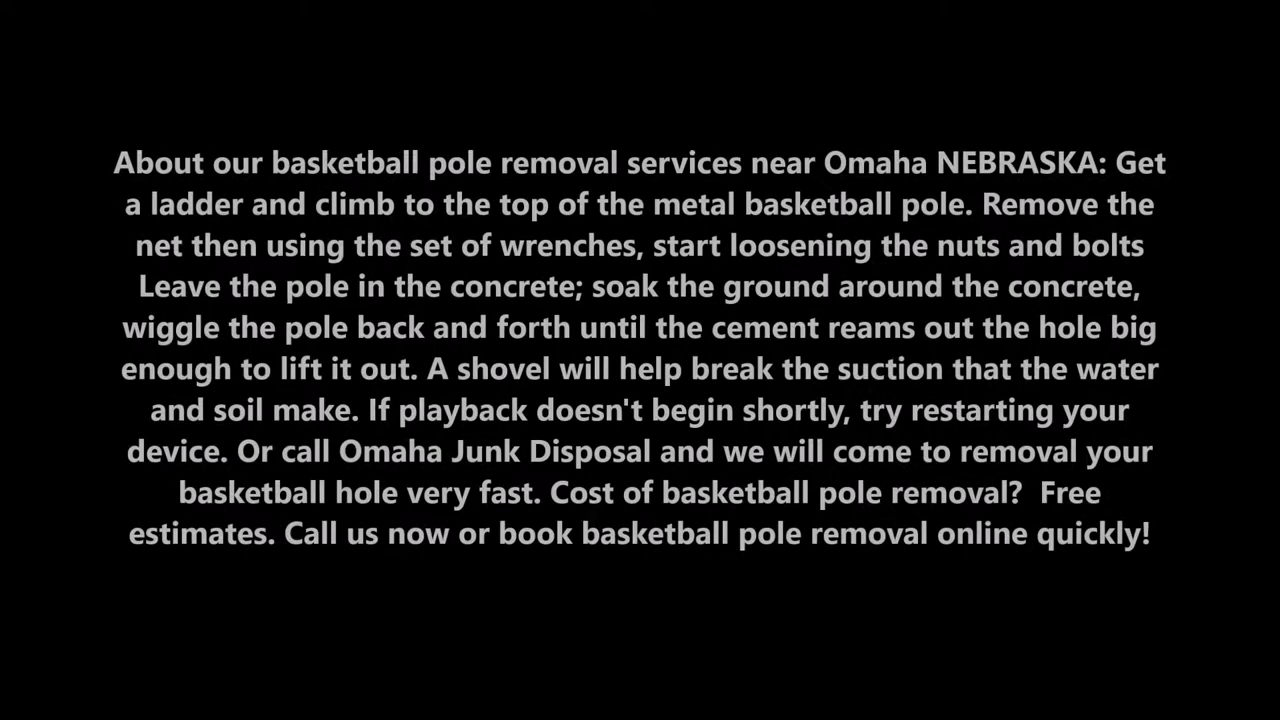 About our basketball pole removal services near Omaha NEBRASKA: Get
a ladder and climb to the top of the metal basketball pole. Remove the
net then using the set of wrenches, start loosening the nuts and bolts
Leave the pole in the concrete; soak the ground around the concrete,
wiggle the pole back and forth until the cement reams out the hole big
enough to lift it out. A shovel will help break the suction that the water
and soil make. If playback doesn't begin shortly, try restarting your
device. Or call Omaha Junk Disposal and we will come to removal your
basketball hole very fast. Cost of basketball pole removal?  Free
estimates. Call us now or book basketball pole removal online quickly!